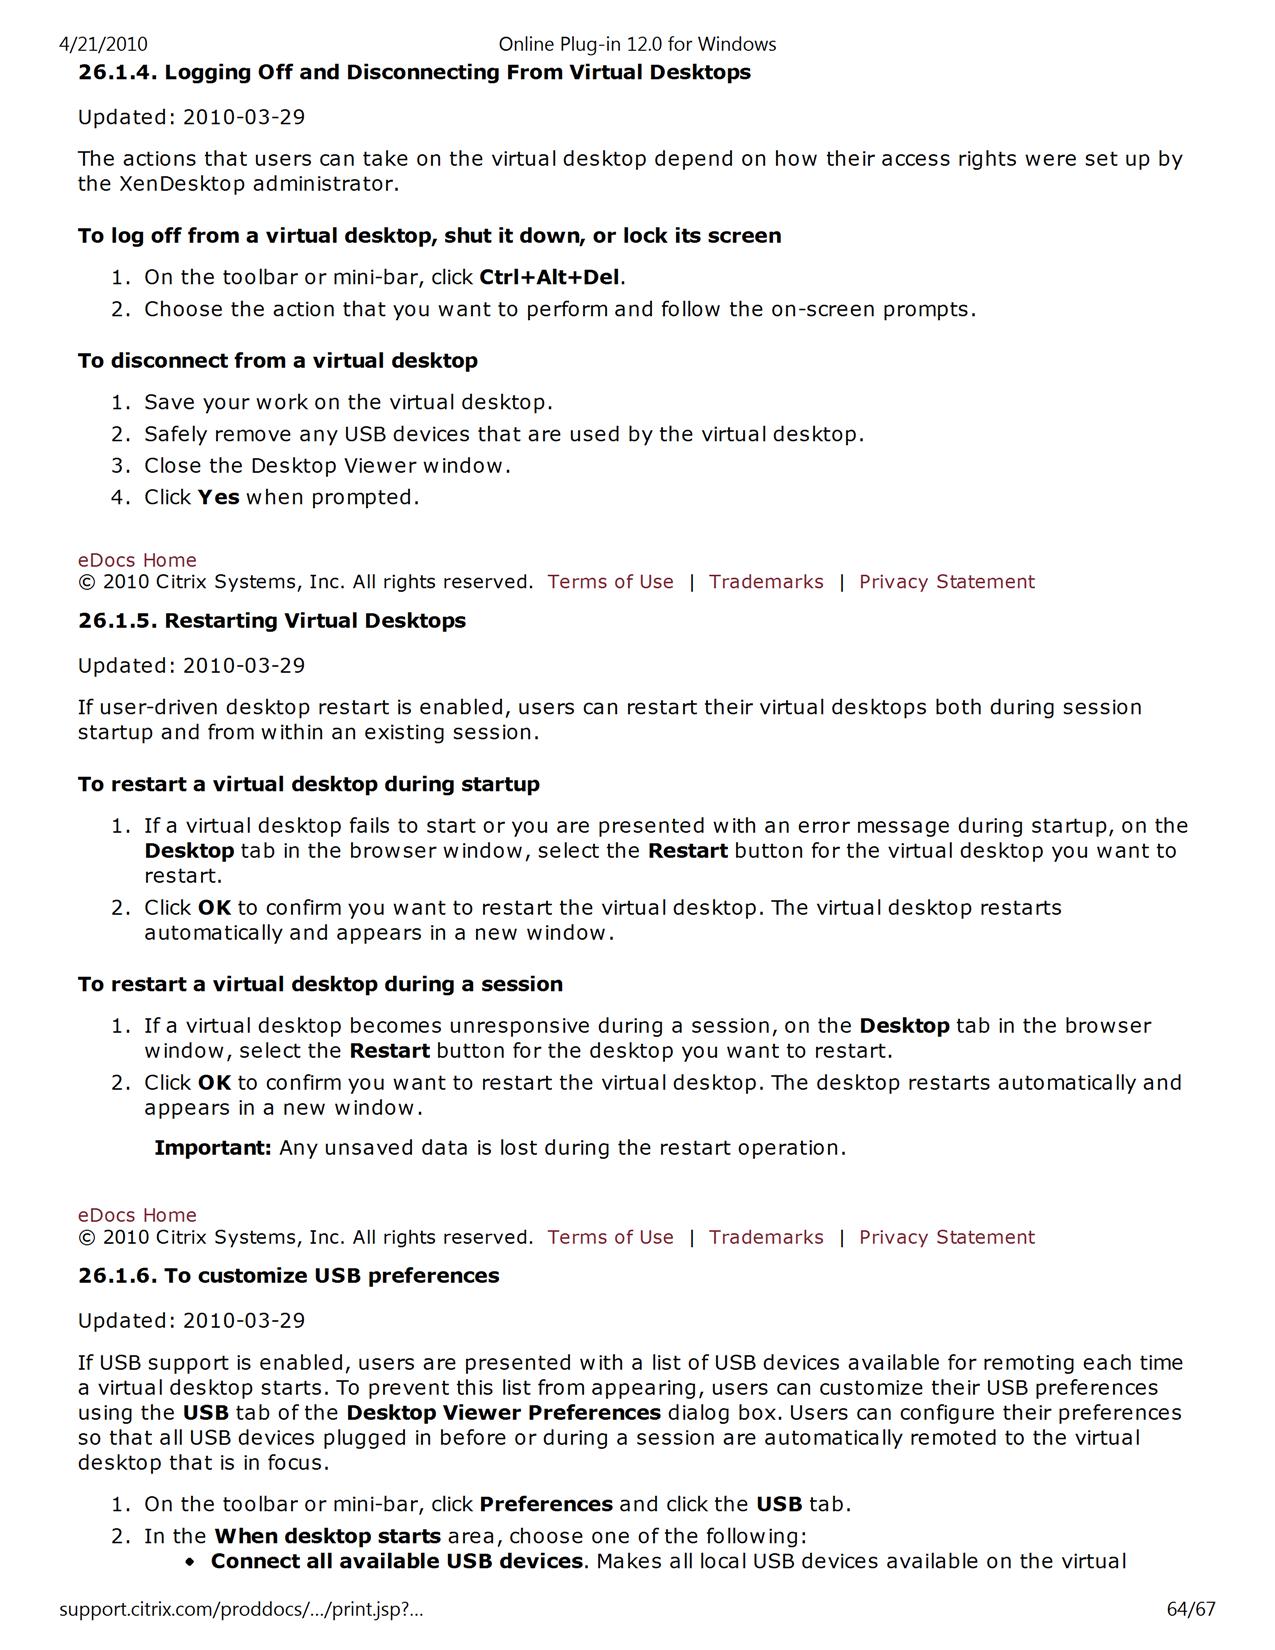 4/21/2010 Online Plug-in 12.0 for Windows
26.1.4. Logging Off and Disconnecting From Virtual Desktops
Updated: 2010-03-29
The actions that users can take on the virtual desktop depend on how their access rights were set up by
the XenDesktop administrator.
To log off from a virtual desktop, shut it down, or lock its screen
1. On the toolbar or mini-bar, click Ctrl+Alt+Del.
2. Choose the action that you want to perform and follow the on-screen prompts.
To disconnect from a virtual desktop
1. Save your work on the virtual desktop.
2. Safely remove any USB devices that are used by the virtual desktop.
3. Close the Desktop Viewer window.
4. Click Yes when prompted.
eDocs Home
© 2010 Citrix Systems, Inc. All rights reserved. Terms of Use | Trademarks | Privacy Statement
26.1.5. Restarting Virtual Desktops
Updated: 2010-03-29
If user-driven desktop restart is enabled, users can restart their virtual desktops both during session
startup and from within an existing session.
To restart a virtual desktop during startup
1. If a virtual desktop fails to start or you are presented with an error message during startup, on the
Desktop tab in the browser window, select the Restart button for the virtual desktop you want to
restart.
2. Click OK to confirm you want to restart the virtual desktop. The virtual desktop restarts
automatically and appears in a new window.
To restart a virtual desktop during a session
1. If a virtual desktop becomes unresponsive during a session, on the Desktop tab in the browser
window, select the Restart button for the desktop you want to restart.
2. Click OK to confirm you want to restart the virtual desktop. The desktop restarts automatically and
appears in a new window.
Important: Any unsaved data is lost during the restart operation.
eDocs Home
© 2010 Citrix Systems, Inc. All rights reserved. Terms of Use | Trademarks | Privacy Statement
26.1.6. To customize USB preferences
Updated: 2010-03-29
If USB support is enabled, users are presented with a list of USB devices available for remoting each time
a virtual desktop starts. To prevent this list from appearing, users can customize their USB preferences
using the USB tab of the Desktop Viewer Preferences dialog box. Users can configure their preferences
so that all USB devices plugged in before or during a session are automatically remoted to the virtual
desktop that is in focus.
1. On the toolbar or mini-bar, click Preferences and click the USB tab.
2. In the When desktop starts area, choose one of the following:
• Connect all available USB devices. Makes all local USB devices available on the virtual
support.citrix.com/proddocs/…/print.jsp?… 64/67